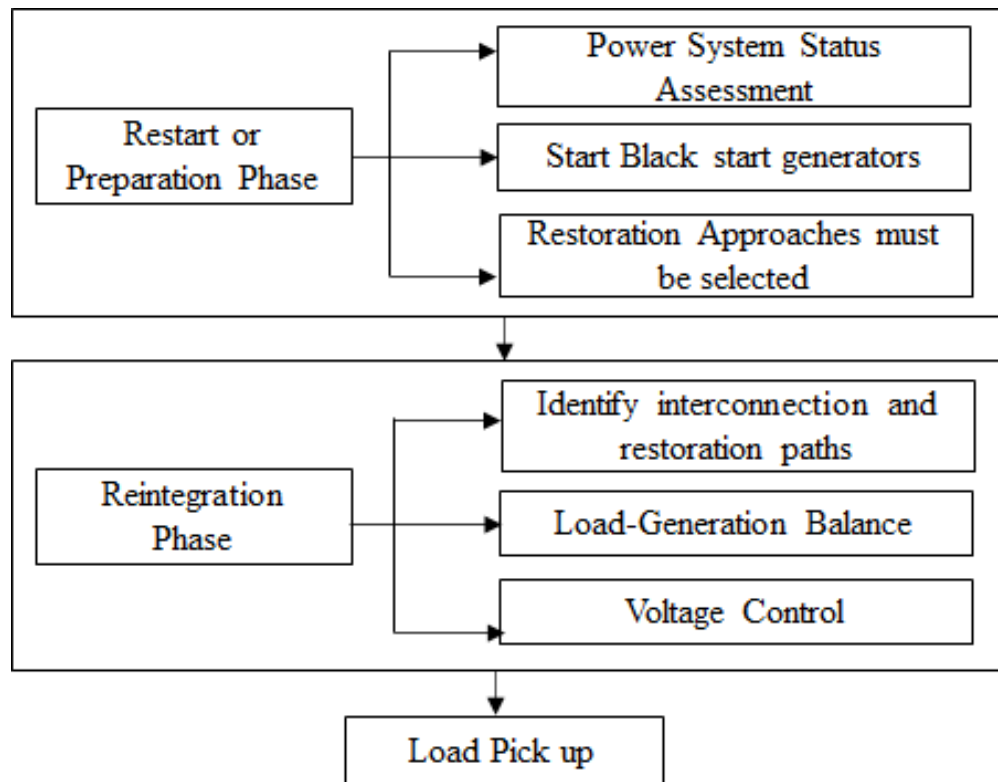 Power System Status
Assessment
Restart or
Preparation Phase
Start Black start generators
Restoration Approaches must
be selected
Identify interconnection and
restoration paths
Reintegration
Phase
Load-Generation Balance
Voltage Control
Load Pick up